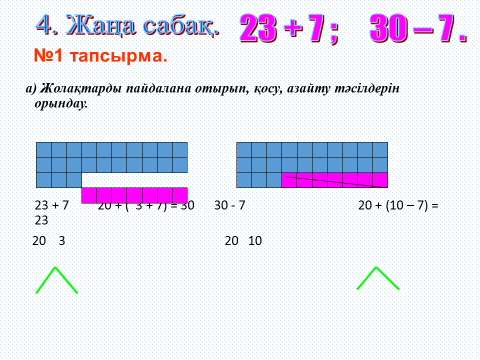 4. Жаңа сабақ. 23 + 7 ; 30 – 7 .
№1 тапсырма.
а) Жолақтарды пайдалана отырып, қосу, азайту тәсілдерін
орындау.
23 + 7 20 + ( 3 + 7) = 30 30 - 7 20 + (10 – 7) =
23
20 3 20 10